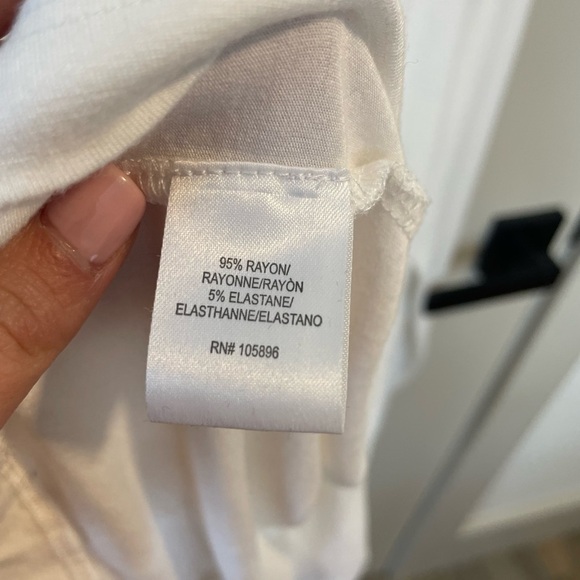 95% RAYON/
RAYONNE/RAYÒN
5% ELASTANE/
ELASTHANNE/ELASTANO
RN# 105896